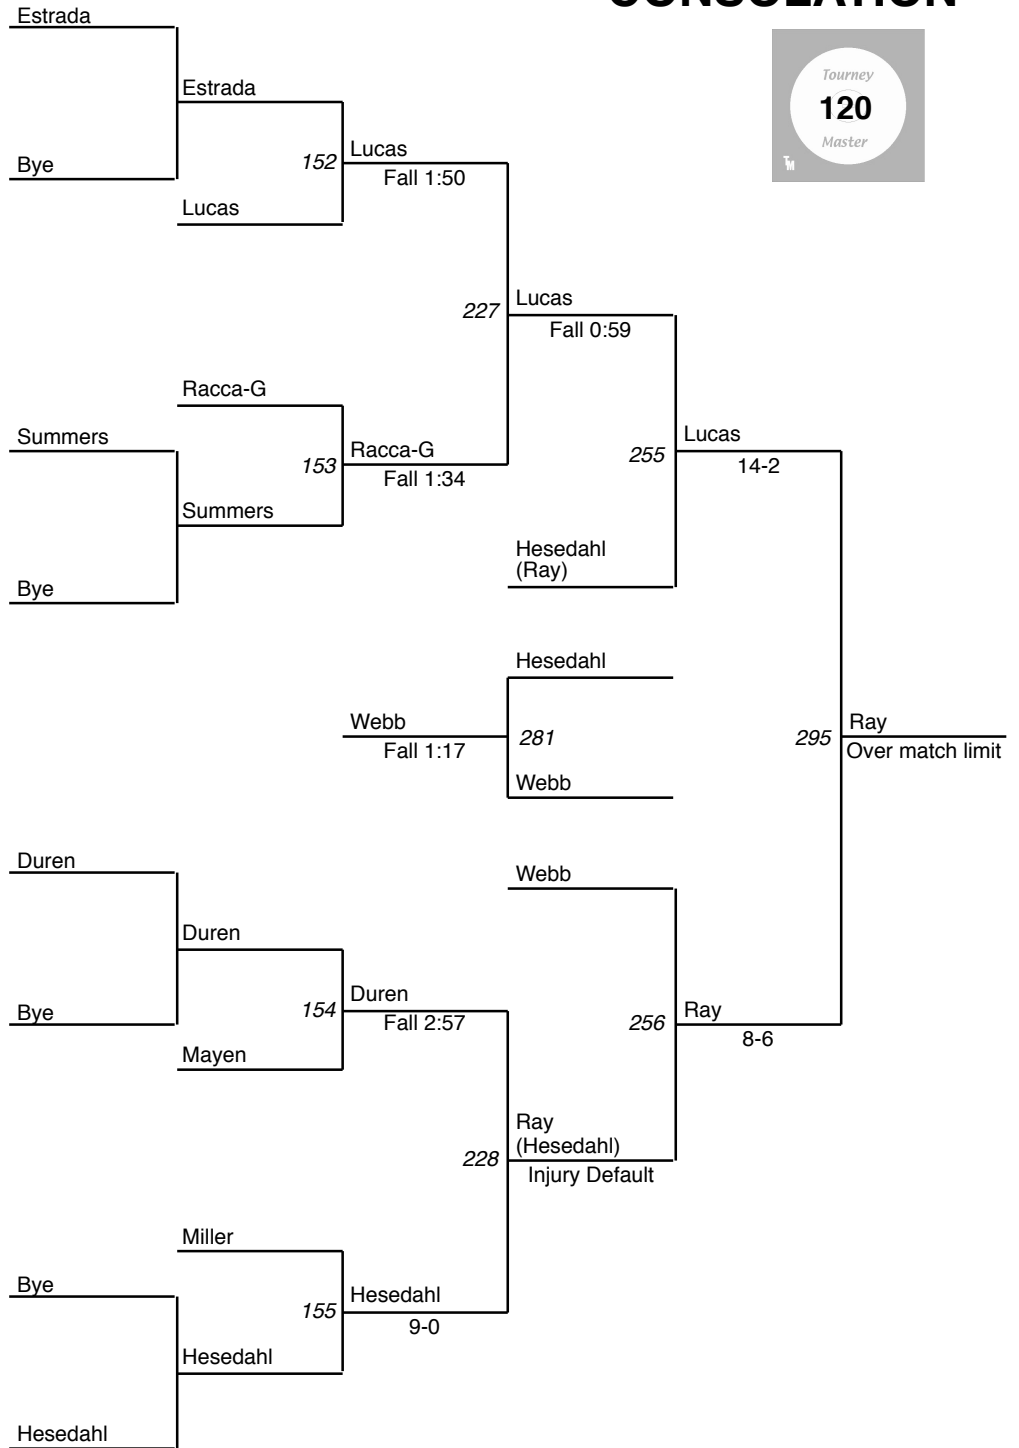 CONSOLATION
Estrada
Tourney
Estrada
120
Master
TM
Lucas
152
Bye
Fall 1:50
Lucas
Lucas
227
Fall 0:59
Racca-G
Summers
Lucas
Racca-G
255
153
14-2
Fall 1:34
Summers
Hesedahl
(Ray)
Bye
Hesedahl
Webb
Ray
281
295
Fall 1:17
Over match limit
Webb
Duren
Webb
Duren
Duren
154
Ray
Bye
Fall 2:57
256
8-6
Mayen
Ray
(Hesedahl)
228
Injury Default
Miller
Bye
Hesedahl
155
9-0
Hesedahl
Hesedahl